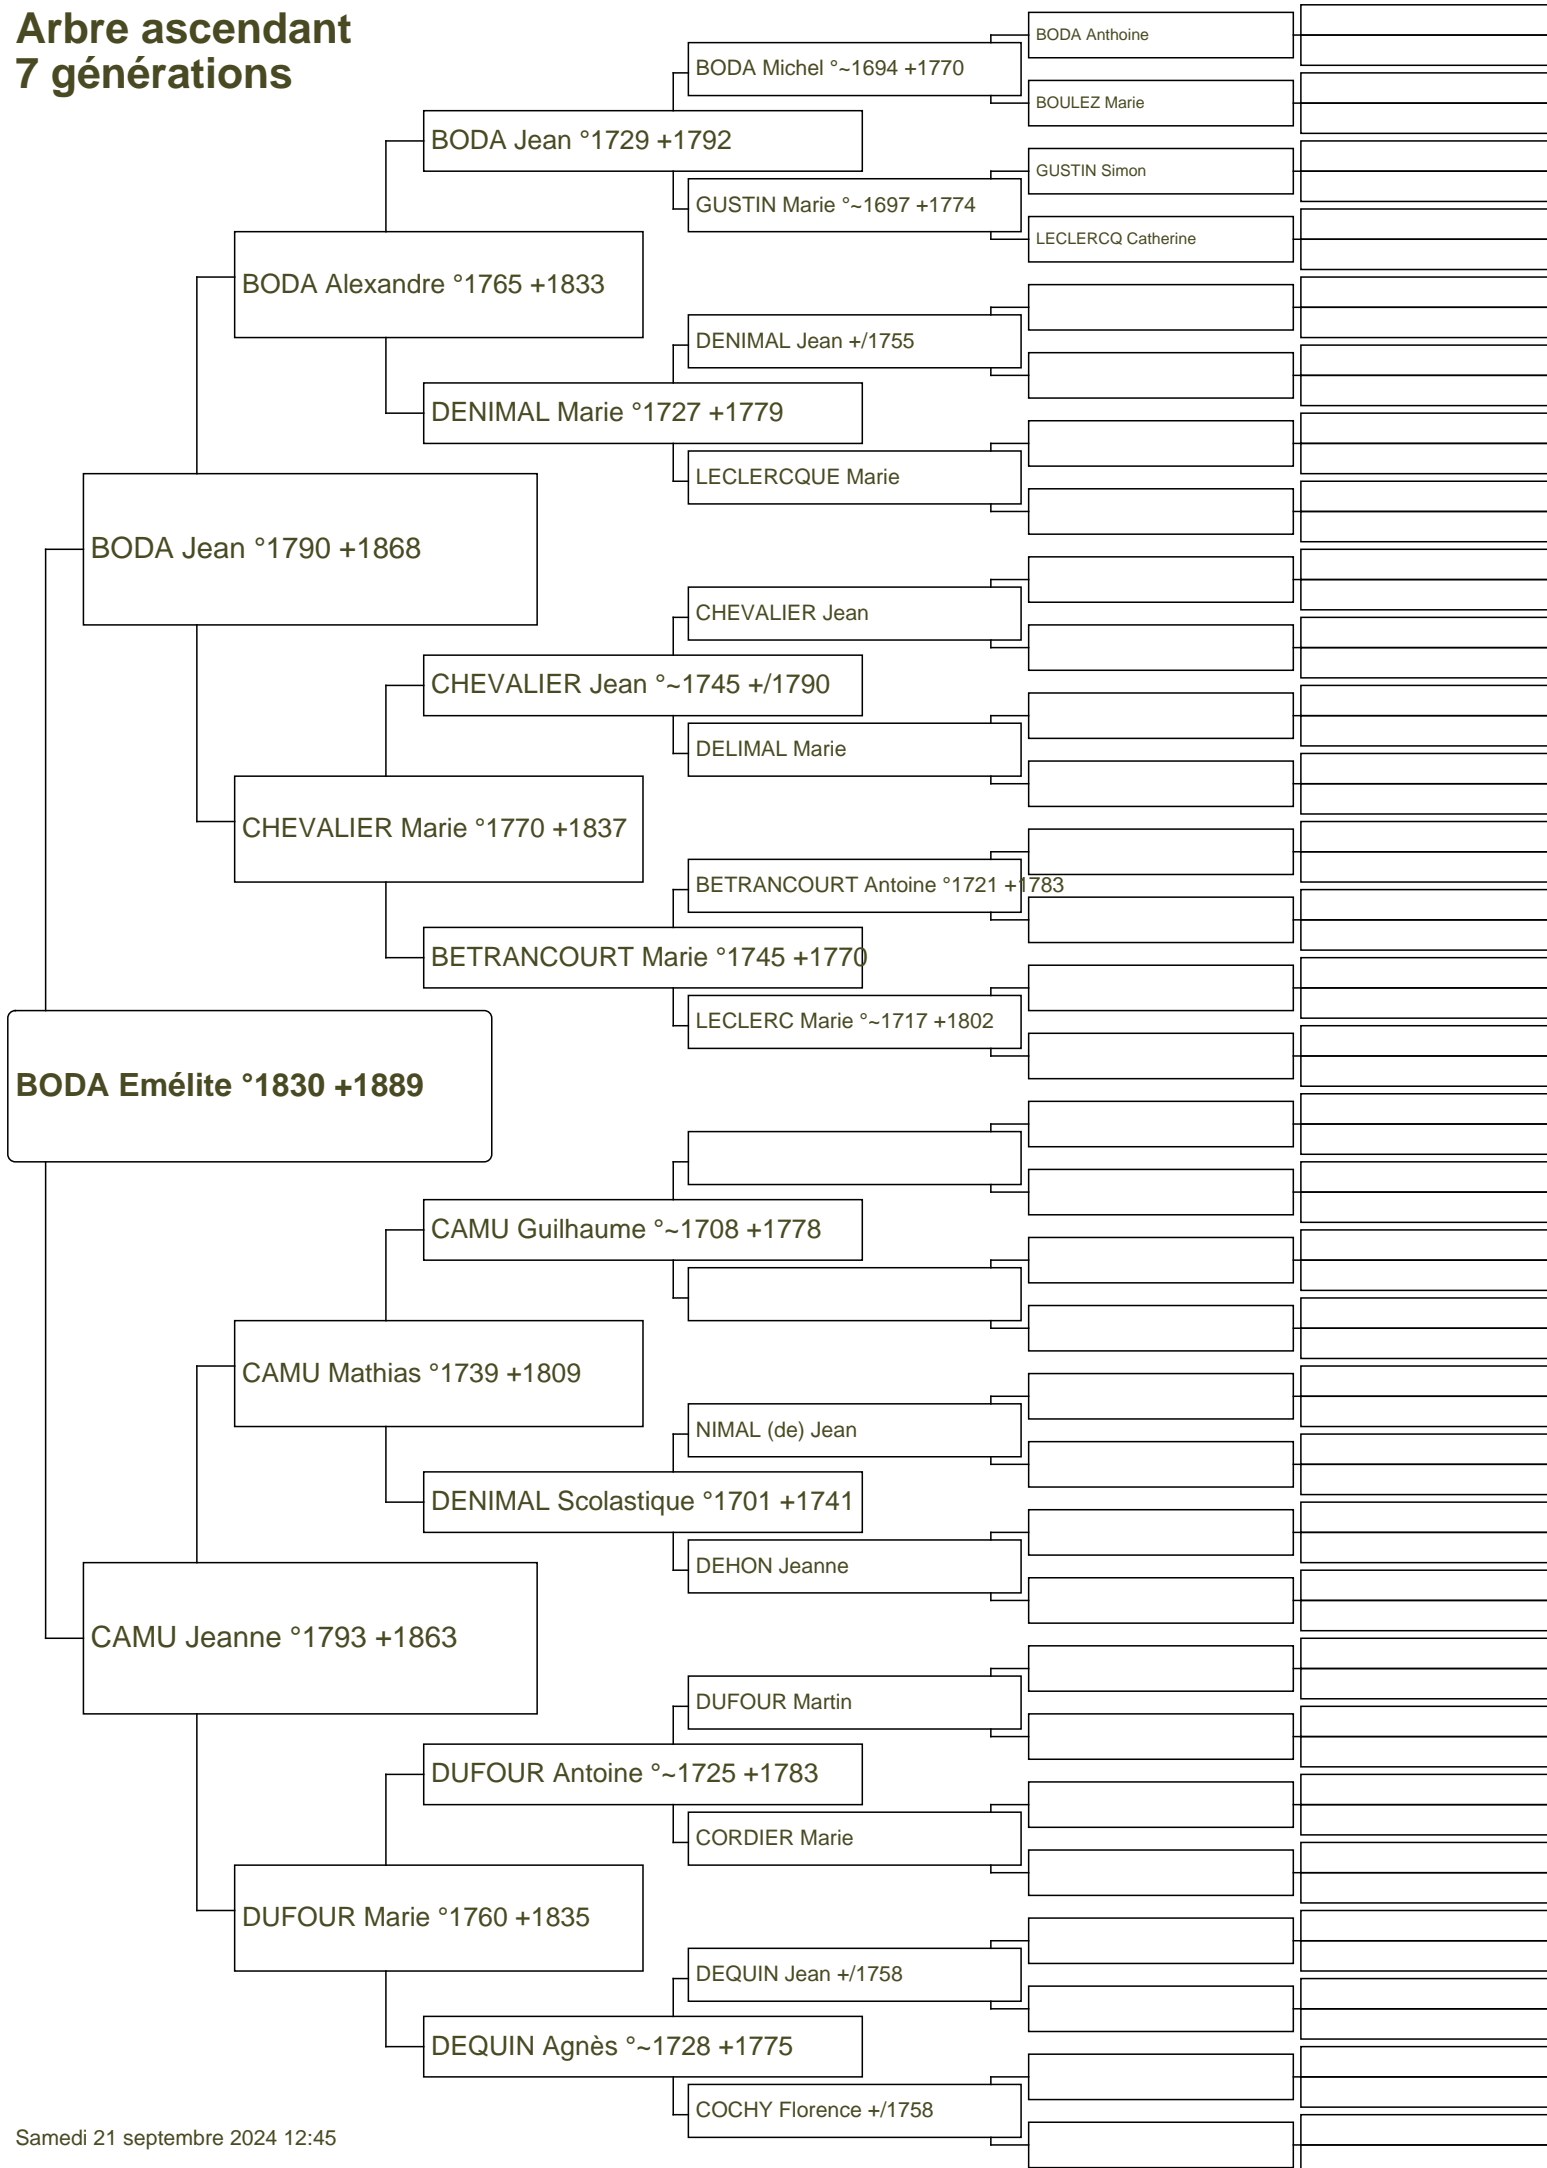 Arbre ascendant
7 générations
BODA Anthoine
BODA Michel °~1694 +1770
BOULEZ Marie
BODA Jean °1729 +1792
GUSTIN Simon
GUSTIN Marie °~1697 +1774
LECLERCQ Catherine
BODA Alexandre °1765 +1833
DENIMAL Jean +/1755
DENIMAL Marie °1727 +1779
LECLERCQUE Marie
BODA Jean °1790 +1868
CHEVALIER Jean
CHEVALIER Jean °~1745 +/1790
DELIMAL Marie
CHEVALIER Marie °1770 +1837
BETRANCOURT Antoine °1721 +1783
BETRANCOURT Marie °1745 +1770
LECLERC Marie °~1717 +1802
BODA Emélite °1830 +1889
CAMU Guilhaume °~1708 +1778
CAMU Mathias °1739 +1809
NIMAL (de) Jean
DENIMAL Scolastique °1701 +1741
DEHON Jeanne
CAMU Jeanne °1793 +1863
DUFOUR Martin
DUFOUR Antoine °~1725 +1783
CORDIER Marie
DUFOUR Marie °1760 +1835
DEQUIN Jean +/1758
DEQUIN Agnès °~1728 +1775
COCHY Florence +/1758
Samedi 21 septembre 2024 12:45